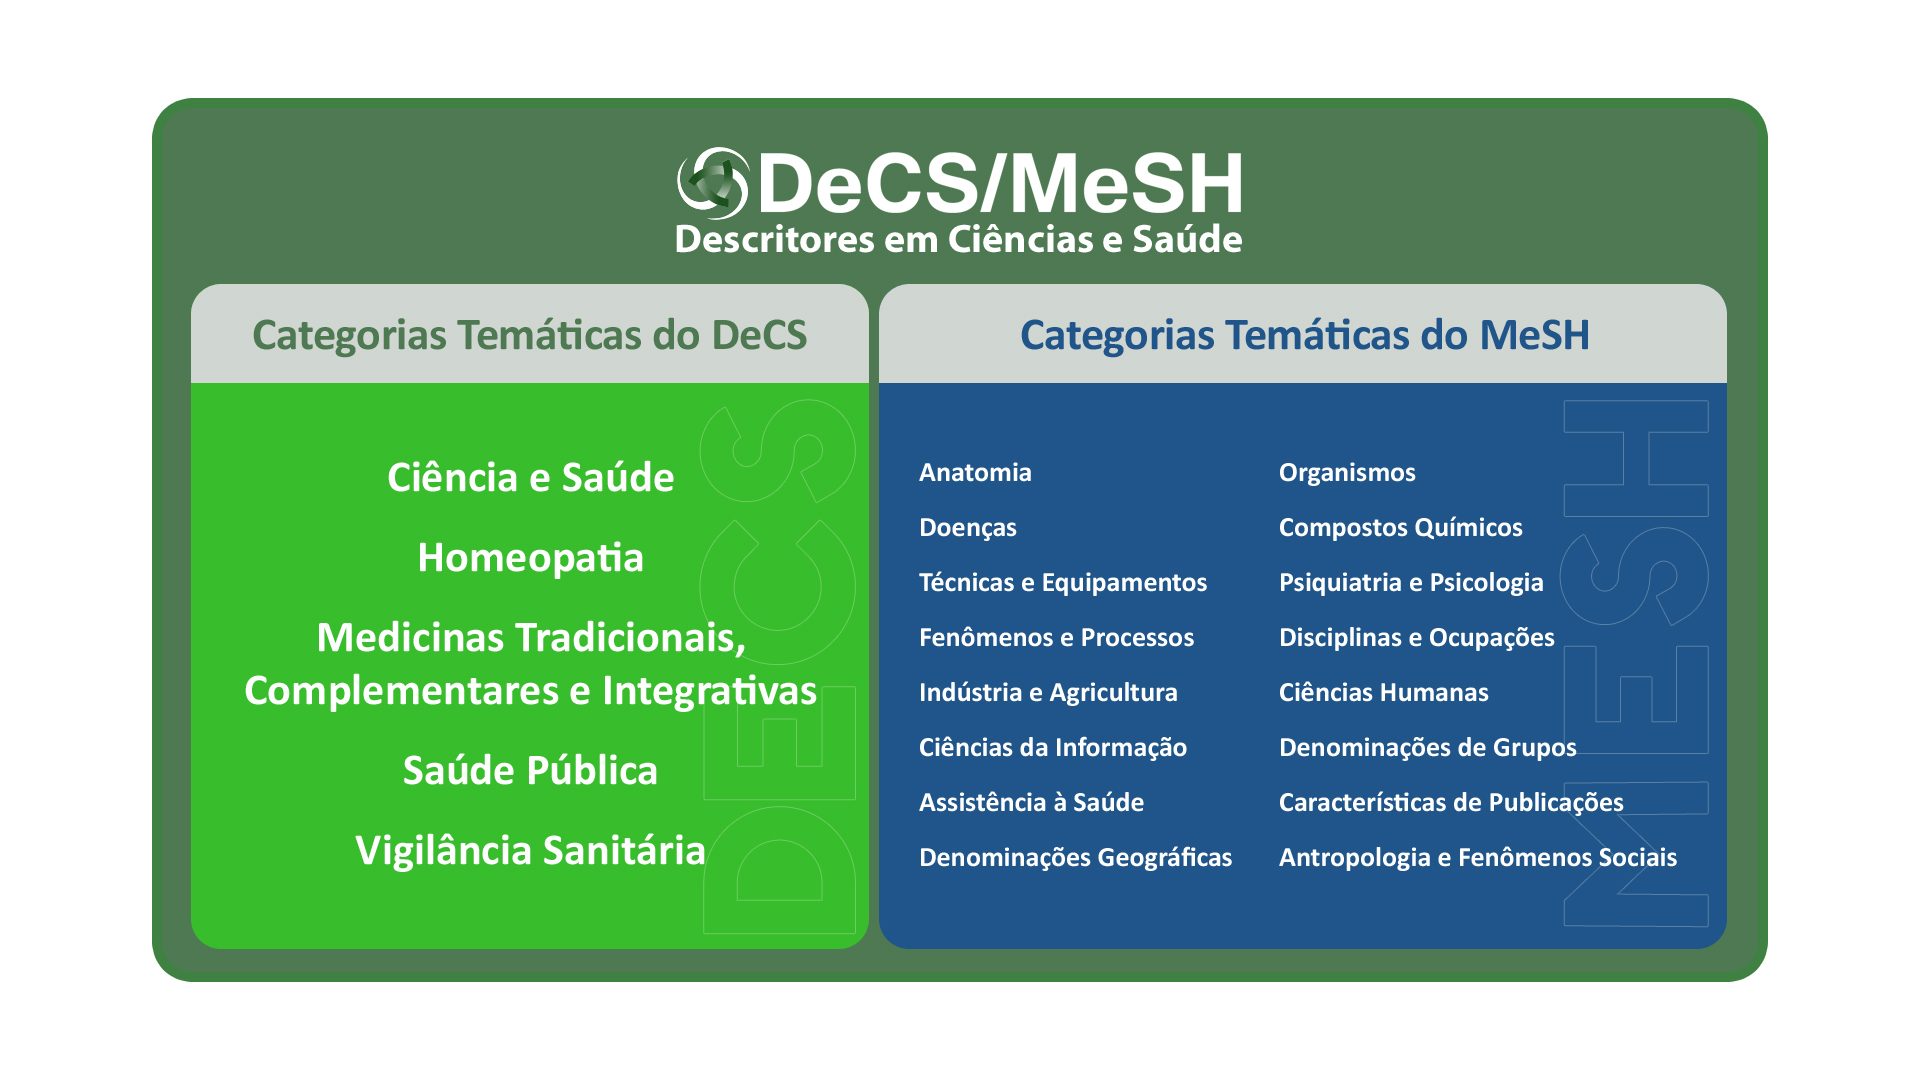 DeCS/MeSH
Descritores em Ciências e Saúde
Categorias Temáticas do DeCS
Ciência e Saúde
Homeopatia
Medicinas Tradicionais,
Complementares e Integrativas
Saúde Pública
Vigilância Sanitária
DECS
Categorias Temáticas do MeSH
Anatomia
Doenças
Técnicas e Equipamentos
Fenômenos e Processos
Indústria e Agricultura
Ciências da Informação
Assistência à Saúde
Denominações Geográficas
Organismos
Compostos Químicos
Psiquiatria e Psicologia
Disciplinas e Ocupações
Ciências Humanas
Denominações de Grupos
Características de Publicações
Antropologia e Fenômenos Sociais
MESH